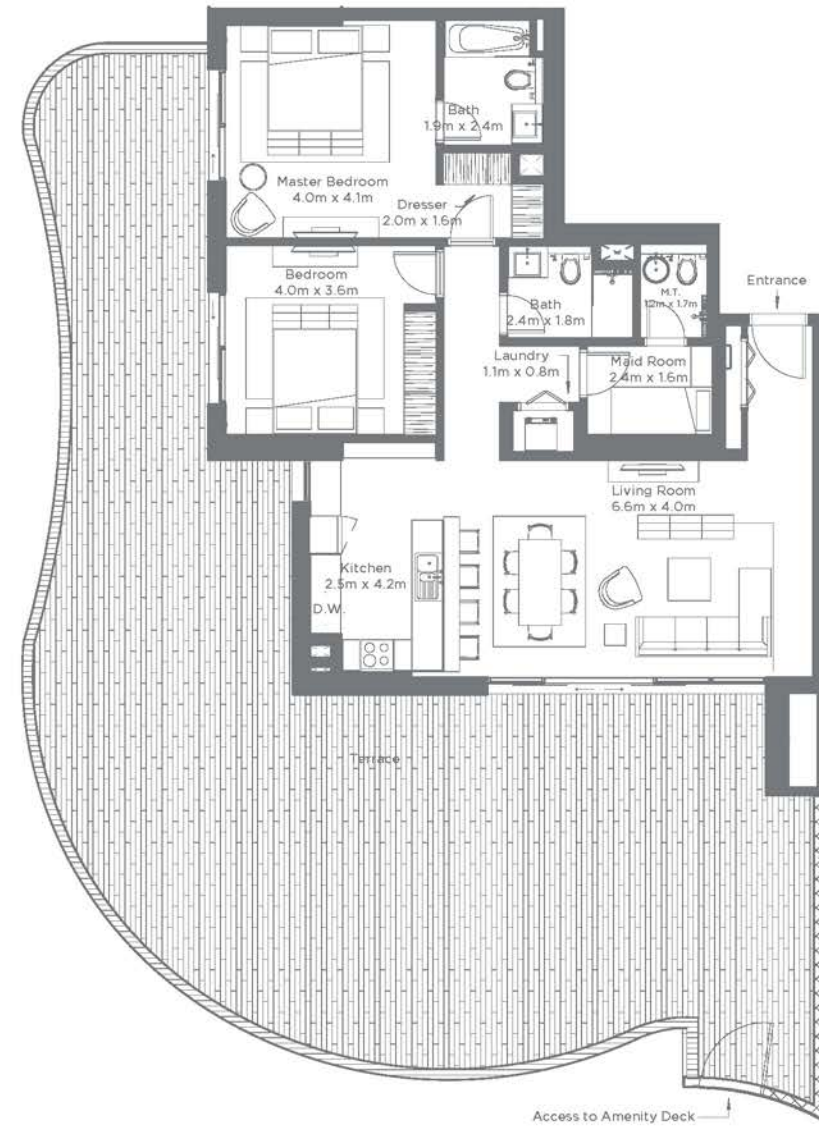 Bath
1.9m x 2.4m
Master Bedroom
4.0m x 4.1m
Dresser
2.0m x 1.6m
Bedroom
4.0m x 3.6m
Bath
2.4m x 1.8m
M.T.
1.2m x 1.7m
Entrance
Laundry
1.1m x 0.8m
Maid Room
2.4m x 1.6m
Living Room
6.6m x 4.0m
Kitchen
2.5m x 4.2m
D.W.
Terrace
Access to Amenity Deck